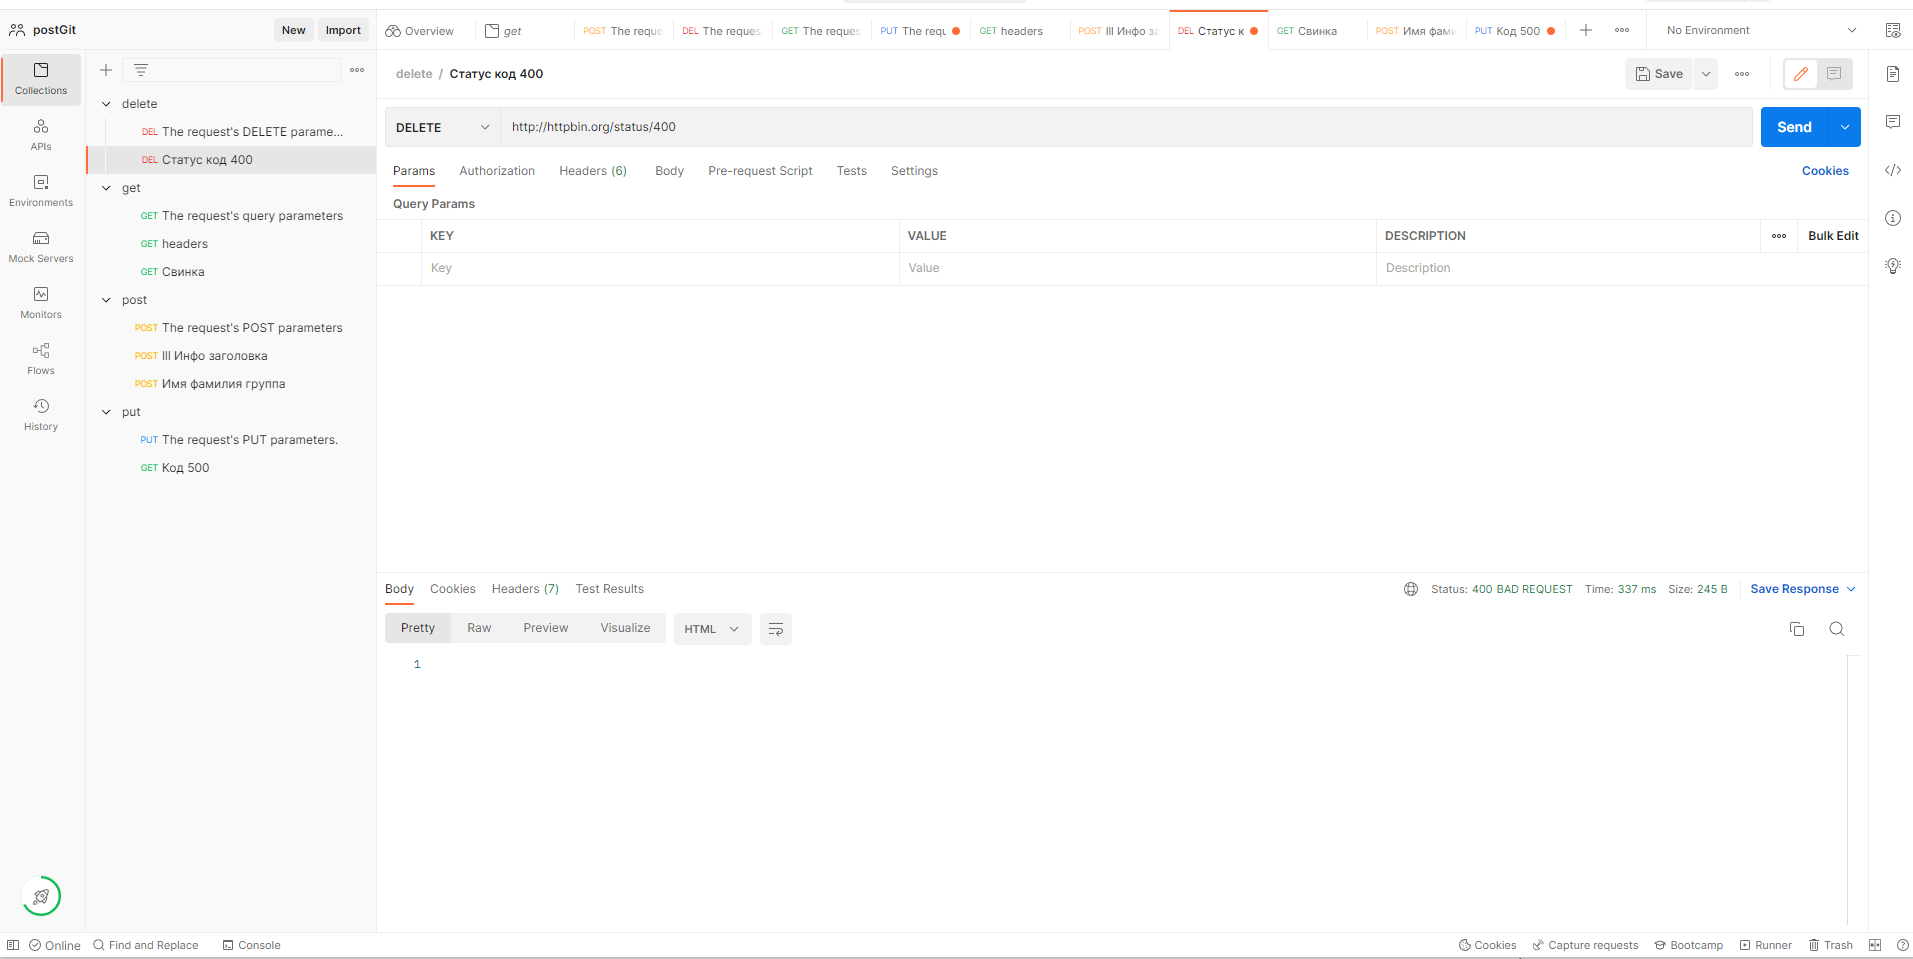 postGit
New
Import
Overview
get
POST The reque
DEL The reques
GET The reques
PUT The requ
GET headers
POST III Инфо за
DEL Статус к
GET Свинка
POST Имя фами
PUT Код 500
No Environment
Collections
APIs
Environments
Mock Servers
Monitors
Flows
History
delete
DEL The request's DELETE parame...
DEL Статус код 400
get
GET The request's query parameters
GET headers
GET Свинка
post
POST The request's POST parameters
POST III Инфо заголовка
POST Имя фамилия группа
put
PUT The request's PUT parameters.
GET Код 500
delete / Статус код 400
Save
DELETE
http://httpbin.org/status/400
Send
Params
Authorization
Headers (6)
Body
Pre-request Script
Tests
Settings
Cookies
Query Params
KEY
VALUE
DESCRIPTION
Bulk Edit
Key
Value
Description
Body
Cookies
Headers (7)
Test Results
Status: 400 BAD REQUEST
Time: 337 ms
Size: 245 B
Save Response
Pretty
Raw
Preview
Visualize
HTML
1
Online
Find and Replace
Console
Cookies
Capture requests
Bootcamp
Runner
Trash